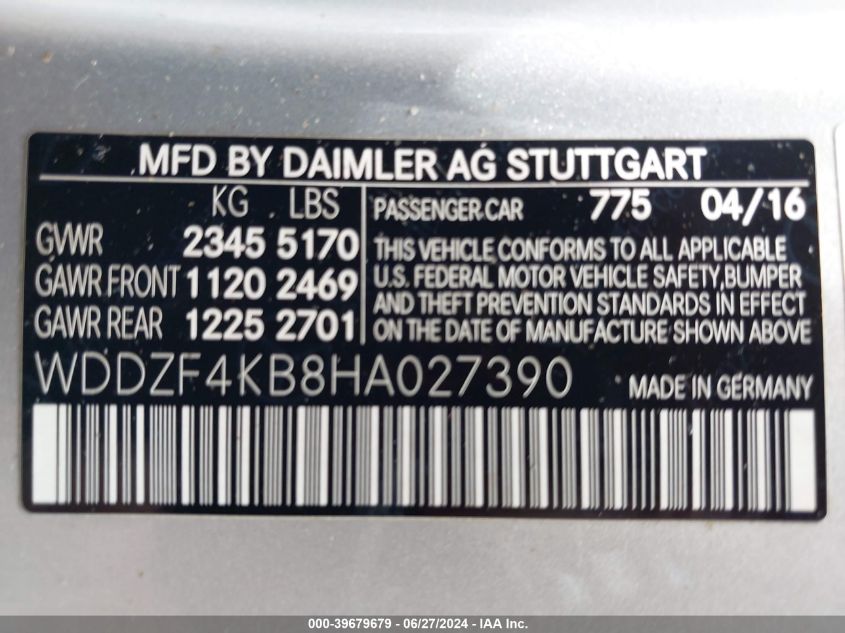 MFD BY DAIMLER AG STUTTGART
KG LBS
GVWR 2345 5170
GAWR FRONT 1120 2469
GAWR REAR 1225 2701
PASSENGER CAR 775 04/16
THIS VEHICLE CONFORMS TO ALL APPLICABLE
U.S. FEDERAL MOTOR VEHICLE SAFETY, BUMPER
AND THEFT PREVENTION STANDARDS IN EFFECT
ON THE DATE OF MANUFACTURE SHOWN ABOVE
WDDZF4KB8HA027390 MADE IN GERMANY
000-39679679 / 06/27/2024 - IAA Inc.